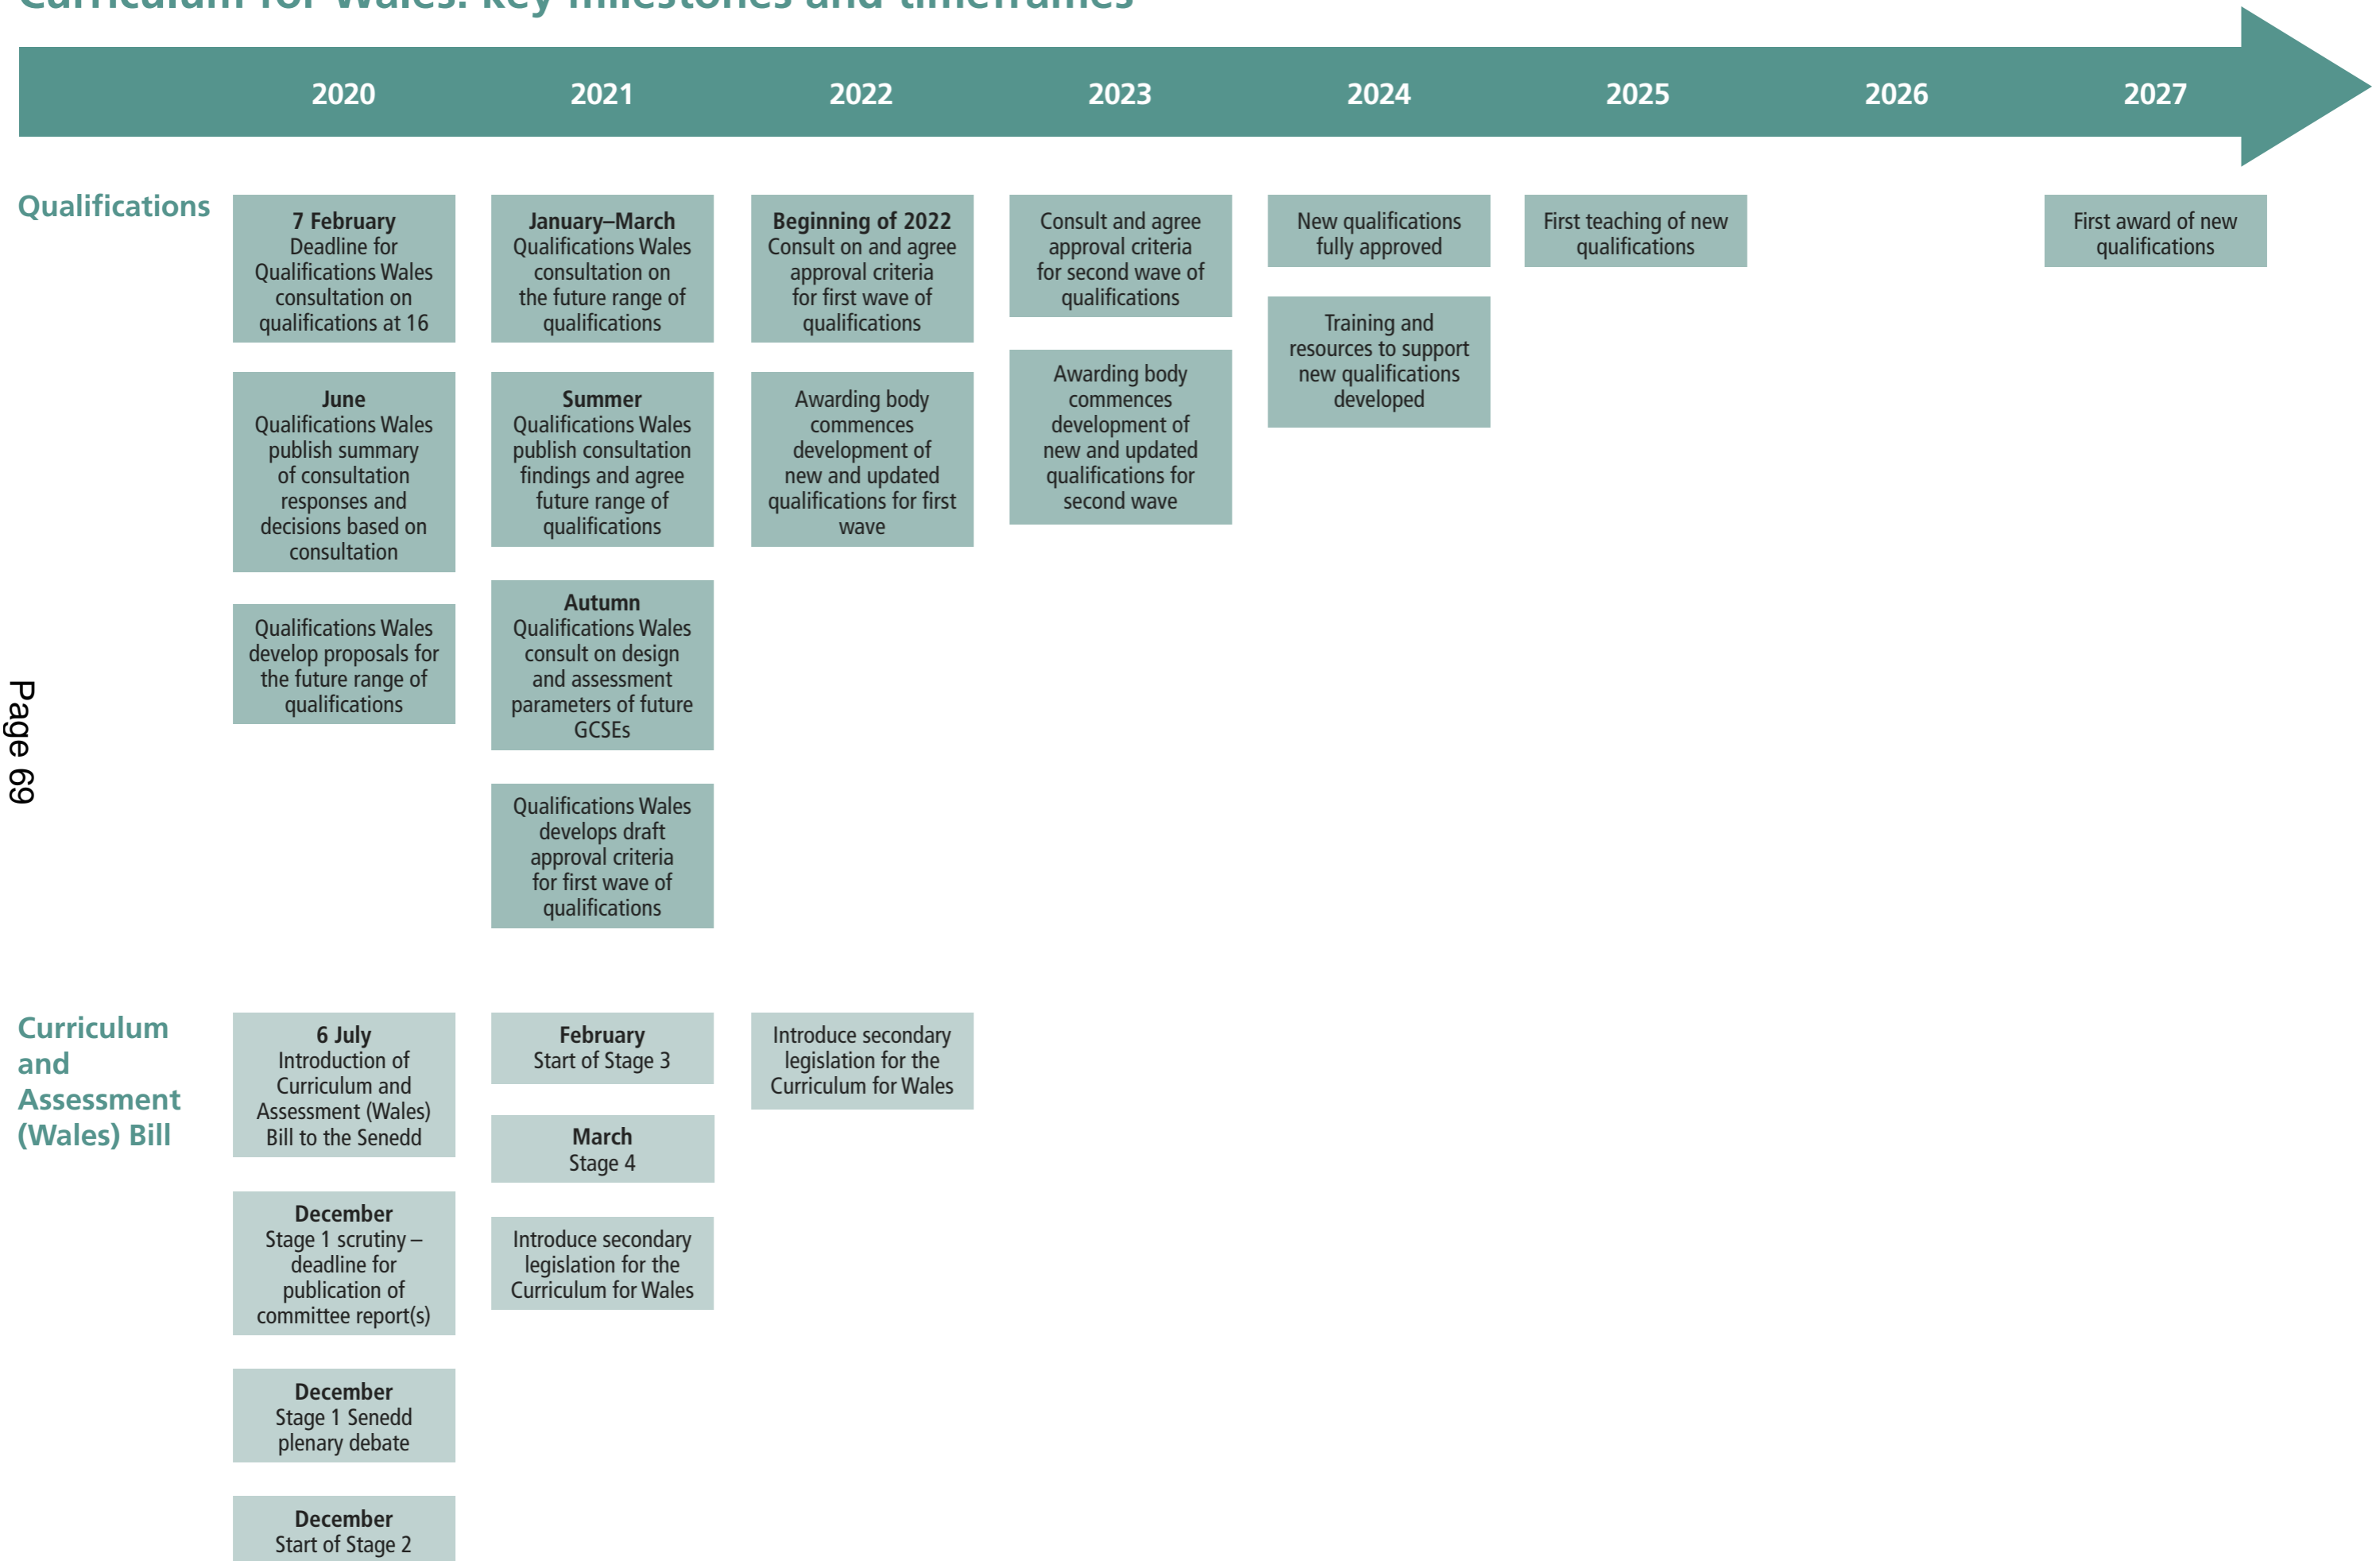 Curriculum for Wales: key milestones and timeframes
2020
2021
2022
2023
2024
2025
2026
2027
Qualifications
7 February
Deadline for
Qualifications Wales
consultation on
qualifications at 16
June
Qualifications Wales
publish summary
of consultation
responses and
decisions based on
consultation
Qualifications Wales
develop proposals for
the future range of
qualifications
January–March
Qualifications Wales
consultation on
the future range of
qualifications
Summer
Qualifications Wales
publish consultation
findings and agree
future range of
qualifications
Autumn
Qualifications Wales
consult on design
and assessment
parameters of future
GCSEs
Qualifications Wales
develops draft
approval criteria
for first wave of
qualifications
Beginning of 2022
Consult on and agree
approval criteria
for first wave of
qualifications
Awarding body
commences
development of
new and updated
qualifications for first
wave
Consult and agree
approval criteria
for second wave of
qualifications
Awarding body
commences
development of
new and updated
qualifications for
second wave
New qualifications
fully approved
Training and
resources to support
new qualifications
developed
First teaching of new
qualifications
First award of new
qualifications
Page 69
Curriculum
and
Assessment
(Wales) Bill
6 July
Introduction of
Curriculum and
Assessment (Wales)
Bill to the Senedd
December
Stage 1 scrutiny –
deadline for
publication of
committee report(s)
December
Stage 1 Senedd
plenary debate
December
Start of Stage 2
February
Start of Stage 3
March
Stage 4
Introduce secondary
legislation for the
Curriculum for Wales
Introduce secondary
legislation for the
Curriculum for Wales